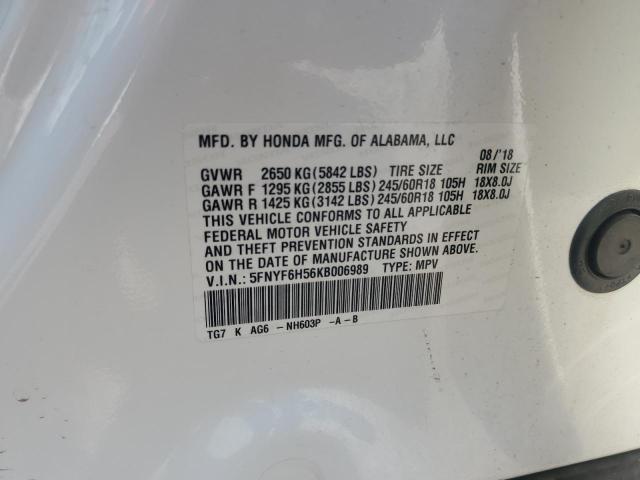 MFD. BY HONDA MFG. OF ALABAMA, LLC
08/'18
GVWR 2650 KG(5842 LBS) TIRE SIZE RIM SIZE
GAWR F 1295 KG(2855 LBS)245/60R18 105H 18X8.0J
GAWR R 1425 KG(3142 LBS)245/60R18 105H 18X8.0J
THIS VEHICLE CONFORMS TO ALL APPLICABLE
FEDERAL MOTOR VEHICLE SAFETY
AND THEFT PREVENTION STANDARDS IN EFFECT
ON THE DATE OF MANUFACTURE SHOWN ABOVE.
V.I.N.: 5FNYF6H56KB006989 TYPE: MPV
TG7 K AG6 - NH603P -A-B